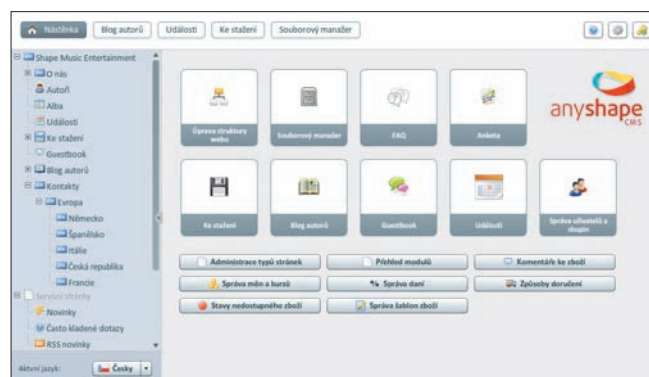 Nástěnka
Blog autorů
Události
Ke stažení
Souborový manažer
Shape Music Entertainment
O nás
Autoři
Alba
Události
Ke stažení
Guestbook
Blog autorů
Kontakty
Evropa
Německo
Španělsko
Itálie
Česká republika
Francie
Servisní stránky
Novinky
Často kladené dotazy
RSS novinky
Aktivní jazyk:
Česky
Úprava struktury
webu
Souborový manažer
FAQ
Anketa
anyshape
CMS
Ke stažení
Blog autorů
Guestbook
Události
Správa uživatelů a
skupin
Administrace typů stránek
Přehled modulů
Komentáře ke zboží
Správa měn a kurzů
Správa daní
Způsoby doručení
Stavy nedostupného zboží
Správa šablon zboží